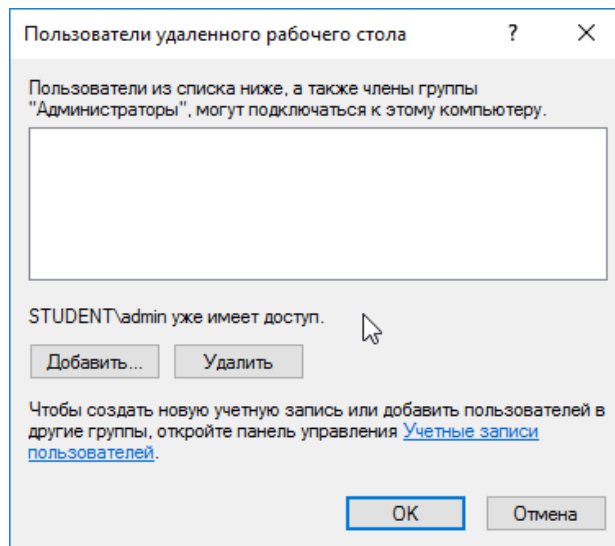 Пользователи удаленного рабочего стола
?
Пользователи из списка ниже, а также члены группы
"Администраторы", могут подключаться к этому компьютеру.
STUDENT\admin уже имеет доступ.
Добавить... Удалить
Чтобы создать новую учетную запись или добавить пользователей в
другие группы, откройте панель управления Учетные записи
пользователей.
OK Отмена